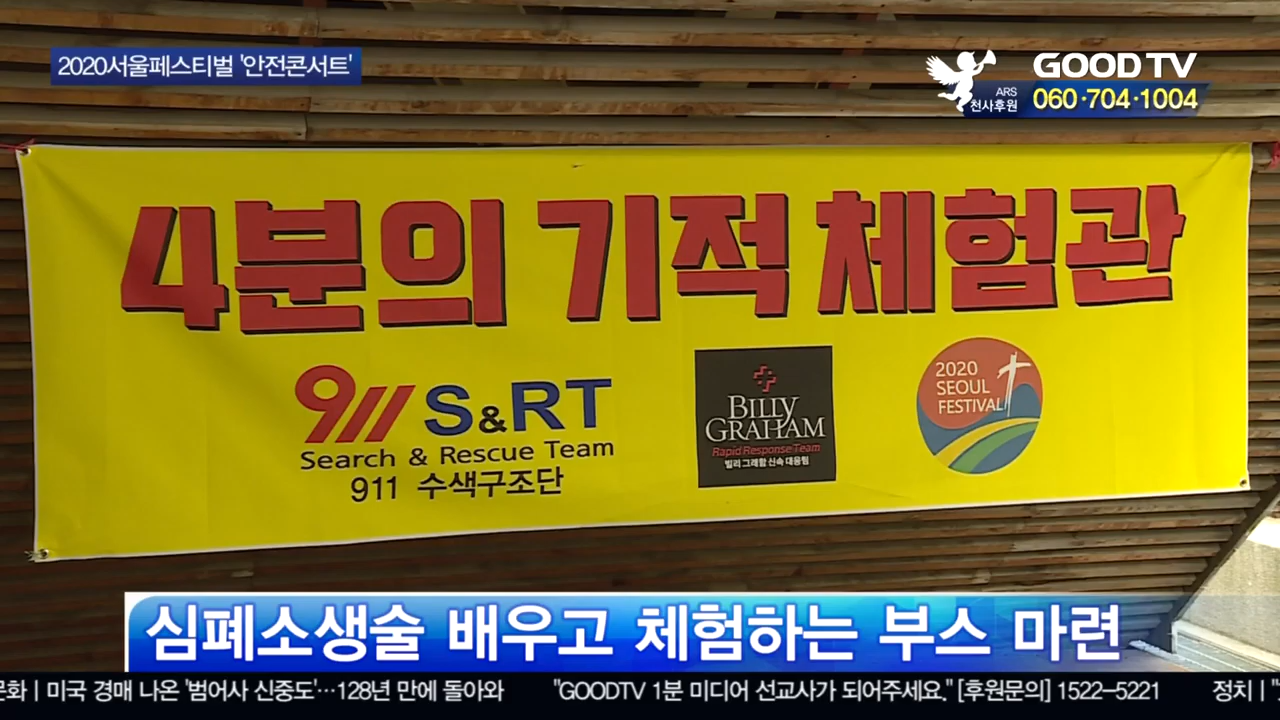 2020서울페스티벌 '안전콘서트'
GOODTV
ARS
천사후원
060·704·1004
4분의 기적 체험관
911 S&RT
Search & Rescue Team
911 수색구조단
BILLY
GRAHAM
Rapid Response Team
빌리 그래함 신속 대응팀
2020
SEOUL
FESTIVAL
심폐소생술 배우고 체험하는 부스 마련
문화 | 미국 경매 나온 '범어사 신중도'…128년 만에 돌아와 "GOODTV 1분 미디어 선교사가 되어주세요." [후원문의] 1522–5221 정치 | "